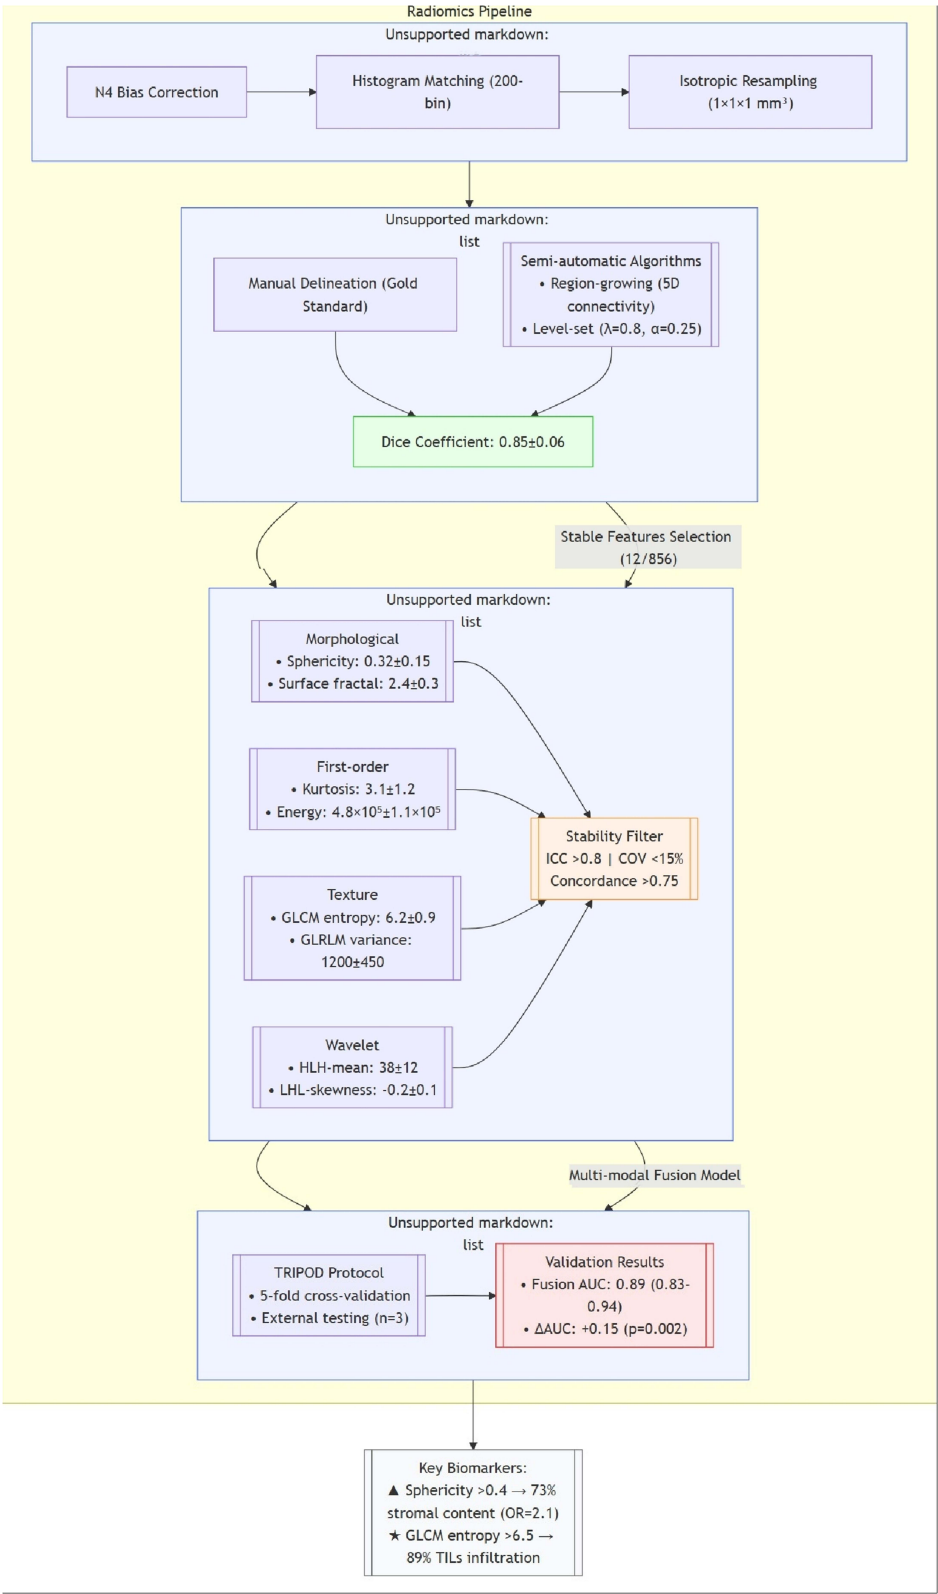 Radiomics Pipeline
Unsupported markdown:
N4 Bias Correction
Histogram Matching (200-
bin)
Isotropic Resampling
(1×1×1 mm³)
Unsupported markdown:
list
Manual Delineation (Gold
Standard)
Semi-automatic Algorithms
• Region-growing (5D
connectivity)
• Level-set (λ=0.8, α=0.25)
Dice Coefficient: 0.85±0.06
Stable Features Selection
(12/856)
Unsupported markdown:
list
Morphological
• Sphericity: 0.32±0.15
• Surface fractal: 2.4±0.3
First-order
• Kurtosis: 3.1±1.2
• Energy: 4.8×10⁵±1.1×10⁵
Stability Filter
ICC >0.8 | COV <15%
Concordance >0.75
Texture
• GLCM entropy: 6.2±0.9
• GLRLM variance:
1200±450
Wavelet
• HLH-mean: 38±12
• LHL-skewness: -0.2±0.1
Multi-modal Fusion Model
Unsupported markdown:
list
TRIPOD Protocol
• 5-fold cross-validation
• External testing (n=3)
Validation Results
• Fusion AUC: 0.89 (0.83-
0.94)
• ΔAUC: +0.15 (p=0.002)
Key Biomarkers:
▲ Sphericity >0.4 → 73%
stromal content (OR=2.1)
★ GLCM entropy >6.5 →
89% TILs infiltration